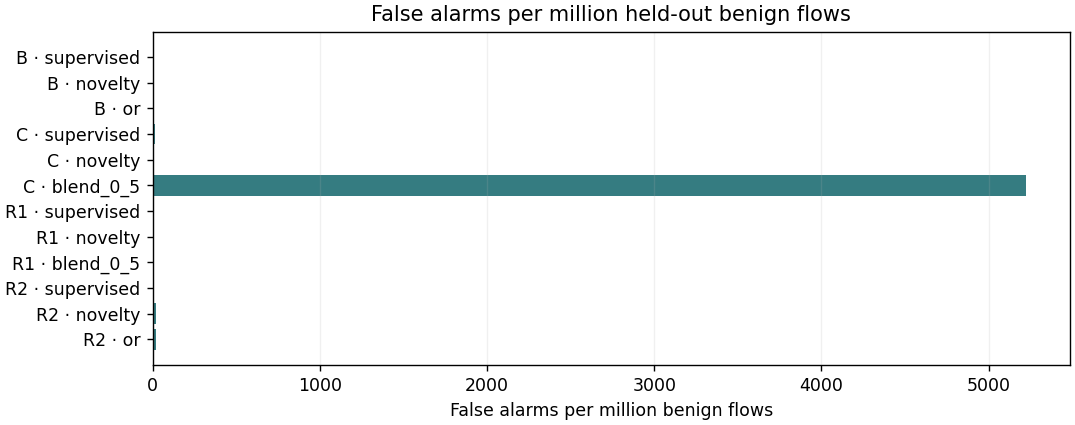 False alarms per million held-out benign flows
B · supervised
B · novelty
B · or
C · supervised
C · novelty
C · blend_0_5
R1 · supervised
R1 · novelty
R1 · blend_0_5
R2 · supervised
R2 · novelty
R2 · or
0 1000 2000 3000 4000 5000
False alarms per million benign flows